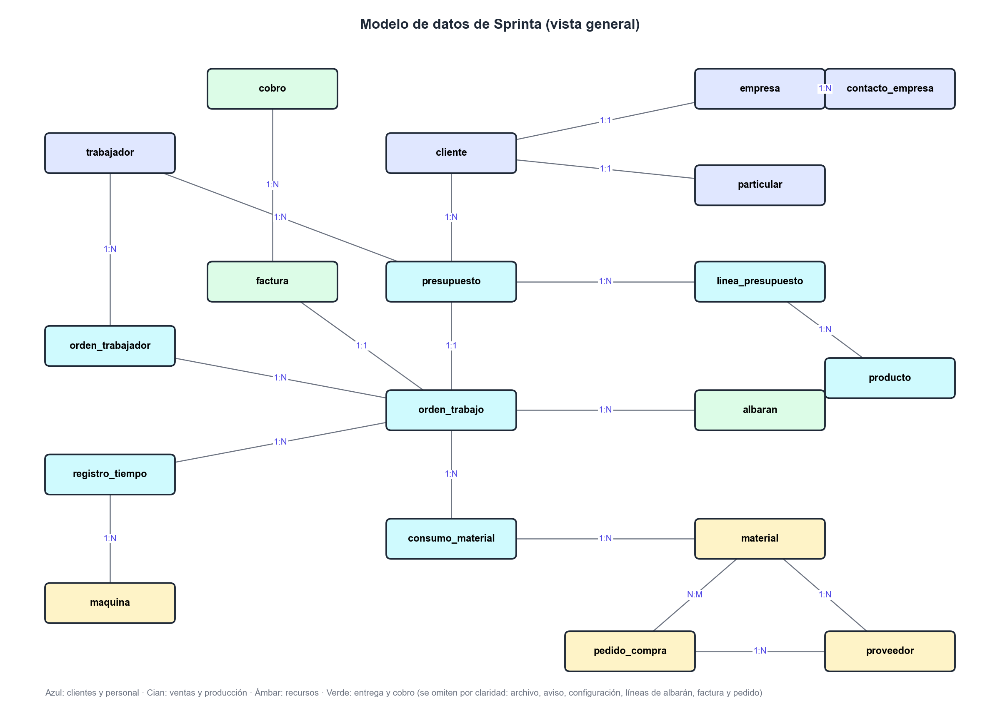 Modelo de datos de Sprinta (vista general)
cobro
empresa
1:N
contacto_empresa
1:1
trabajador
cliente
1:1
particular
1:N
1:N
1:N
1:N
factura
presupuesto
1:N
linea_presupuesto
1:N
orden_trabajador
1:1
1:1
1:N
producto
orden_trabajo
1:N
albaran
1:N
registro_tiempo
1:N
1:N
consumo_material
1:N
material
N:M
1:N
maquina
pedido_compra
1:N
proveedor
Azul: clientes y personal · Cian: ventas y producción · Ámbar: recursos · Verde: entrega y cobro (se omiten por claridad: archivo, aviso, configuración, líneas de albarán, factura y pedido)